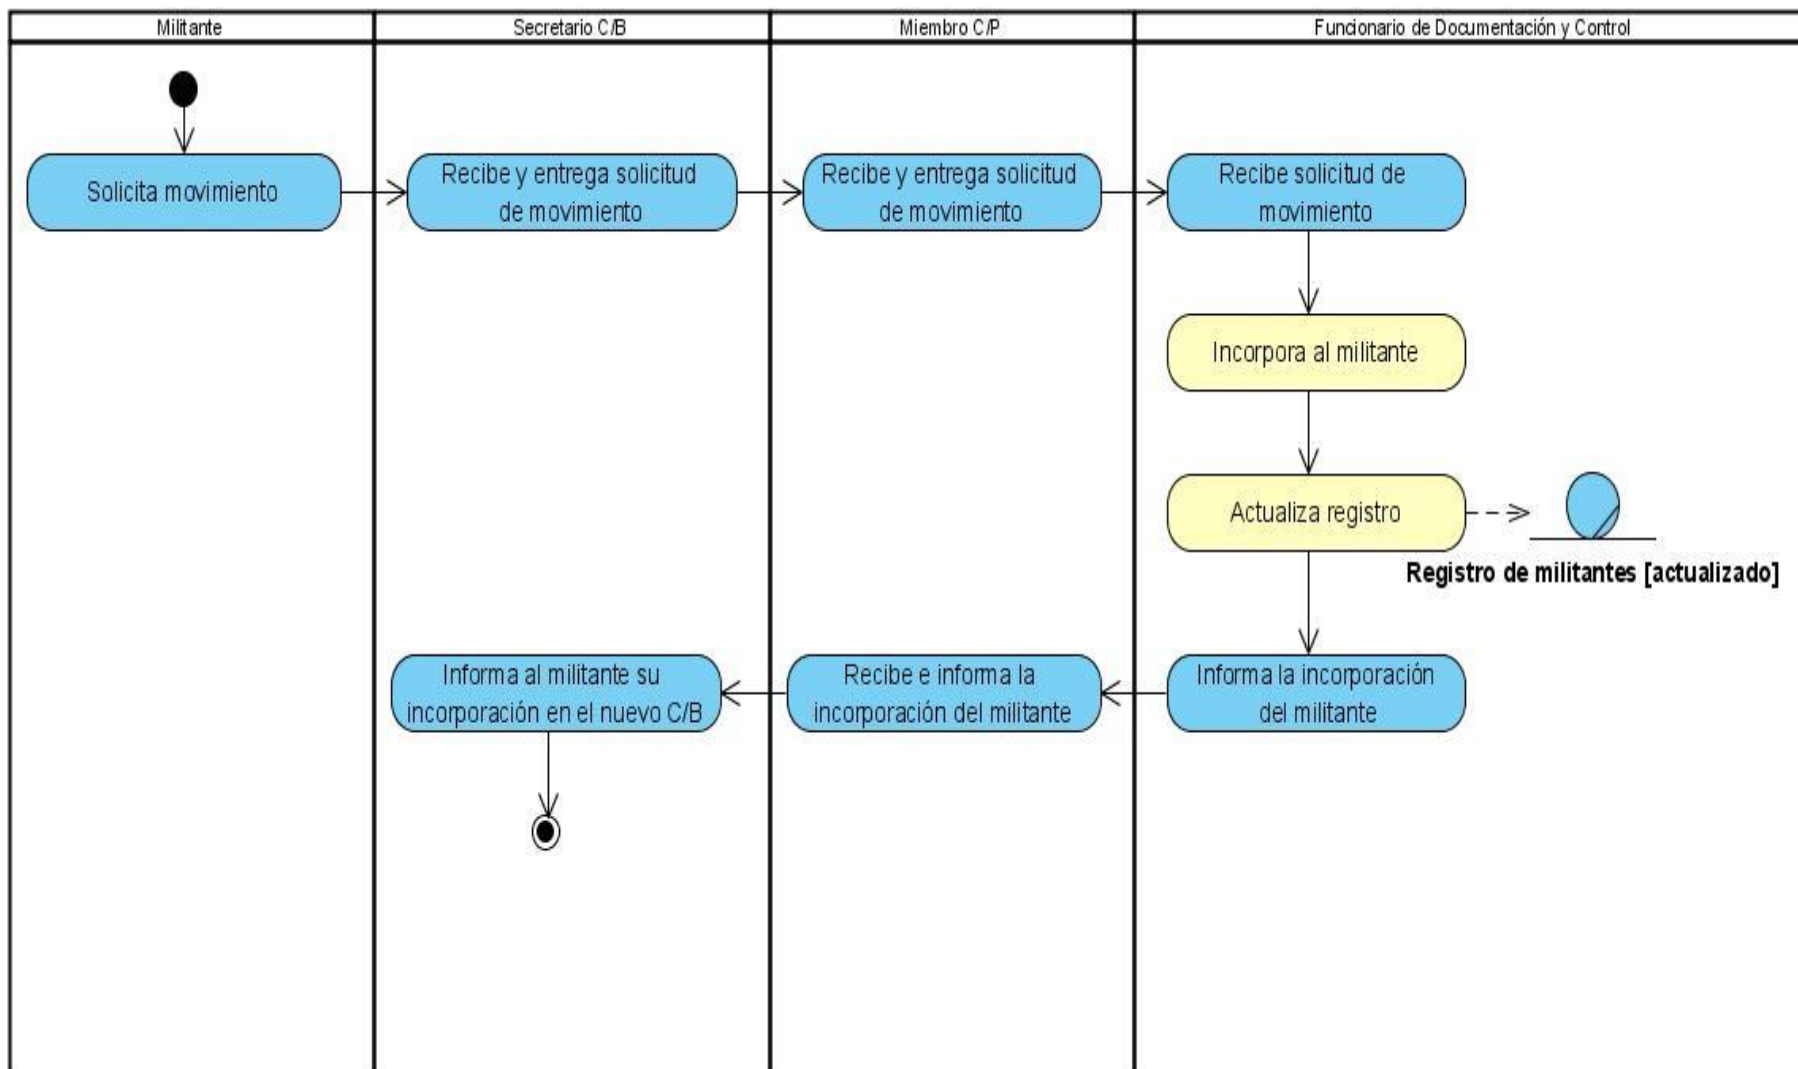 Militante
Secretario C/B
Miembro C/P
Funcionario de Documentación y Control
Solicita movimiento
Recibe y entrega solicitud
de movimiento
Recibe y entrega solicitud
de movimiento
Recibe solicitud de
movimiento
Incorpora al militante
Actualiza registro
Registro de militantes [actualizado]
Informa al militante su
incorporación en el nuevo C/B
Recibe e informa la
incorporación del militante
Informa la incorporación
del militante